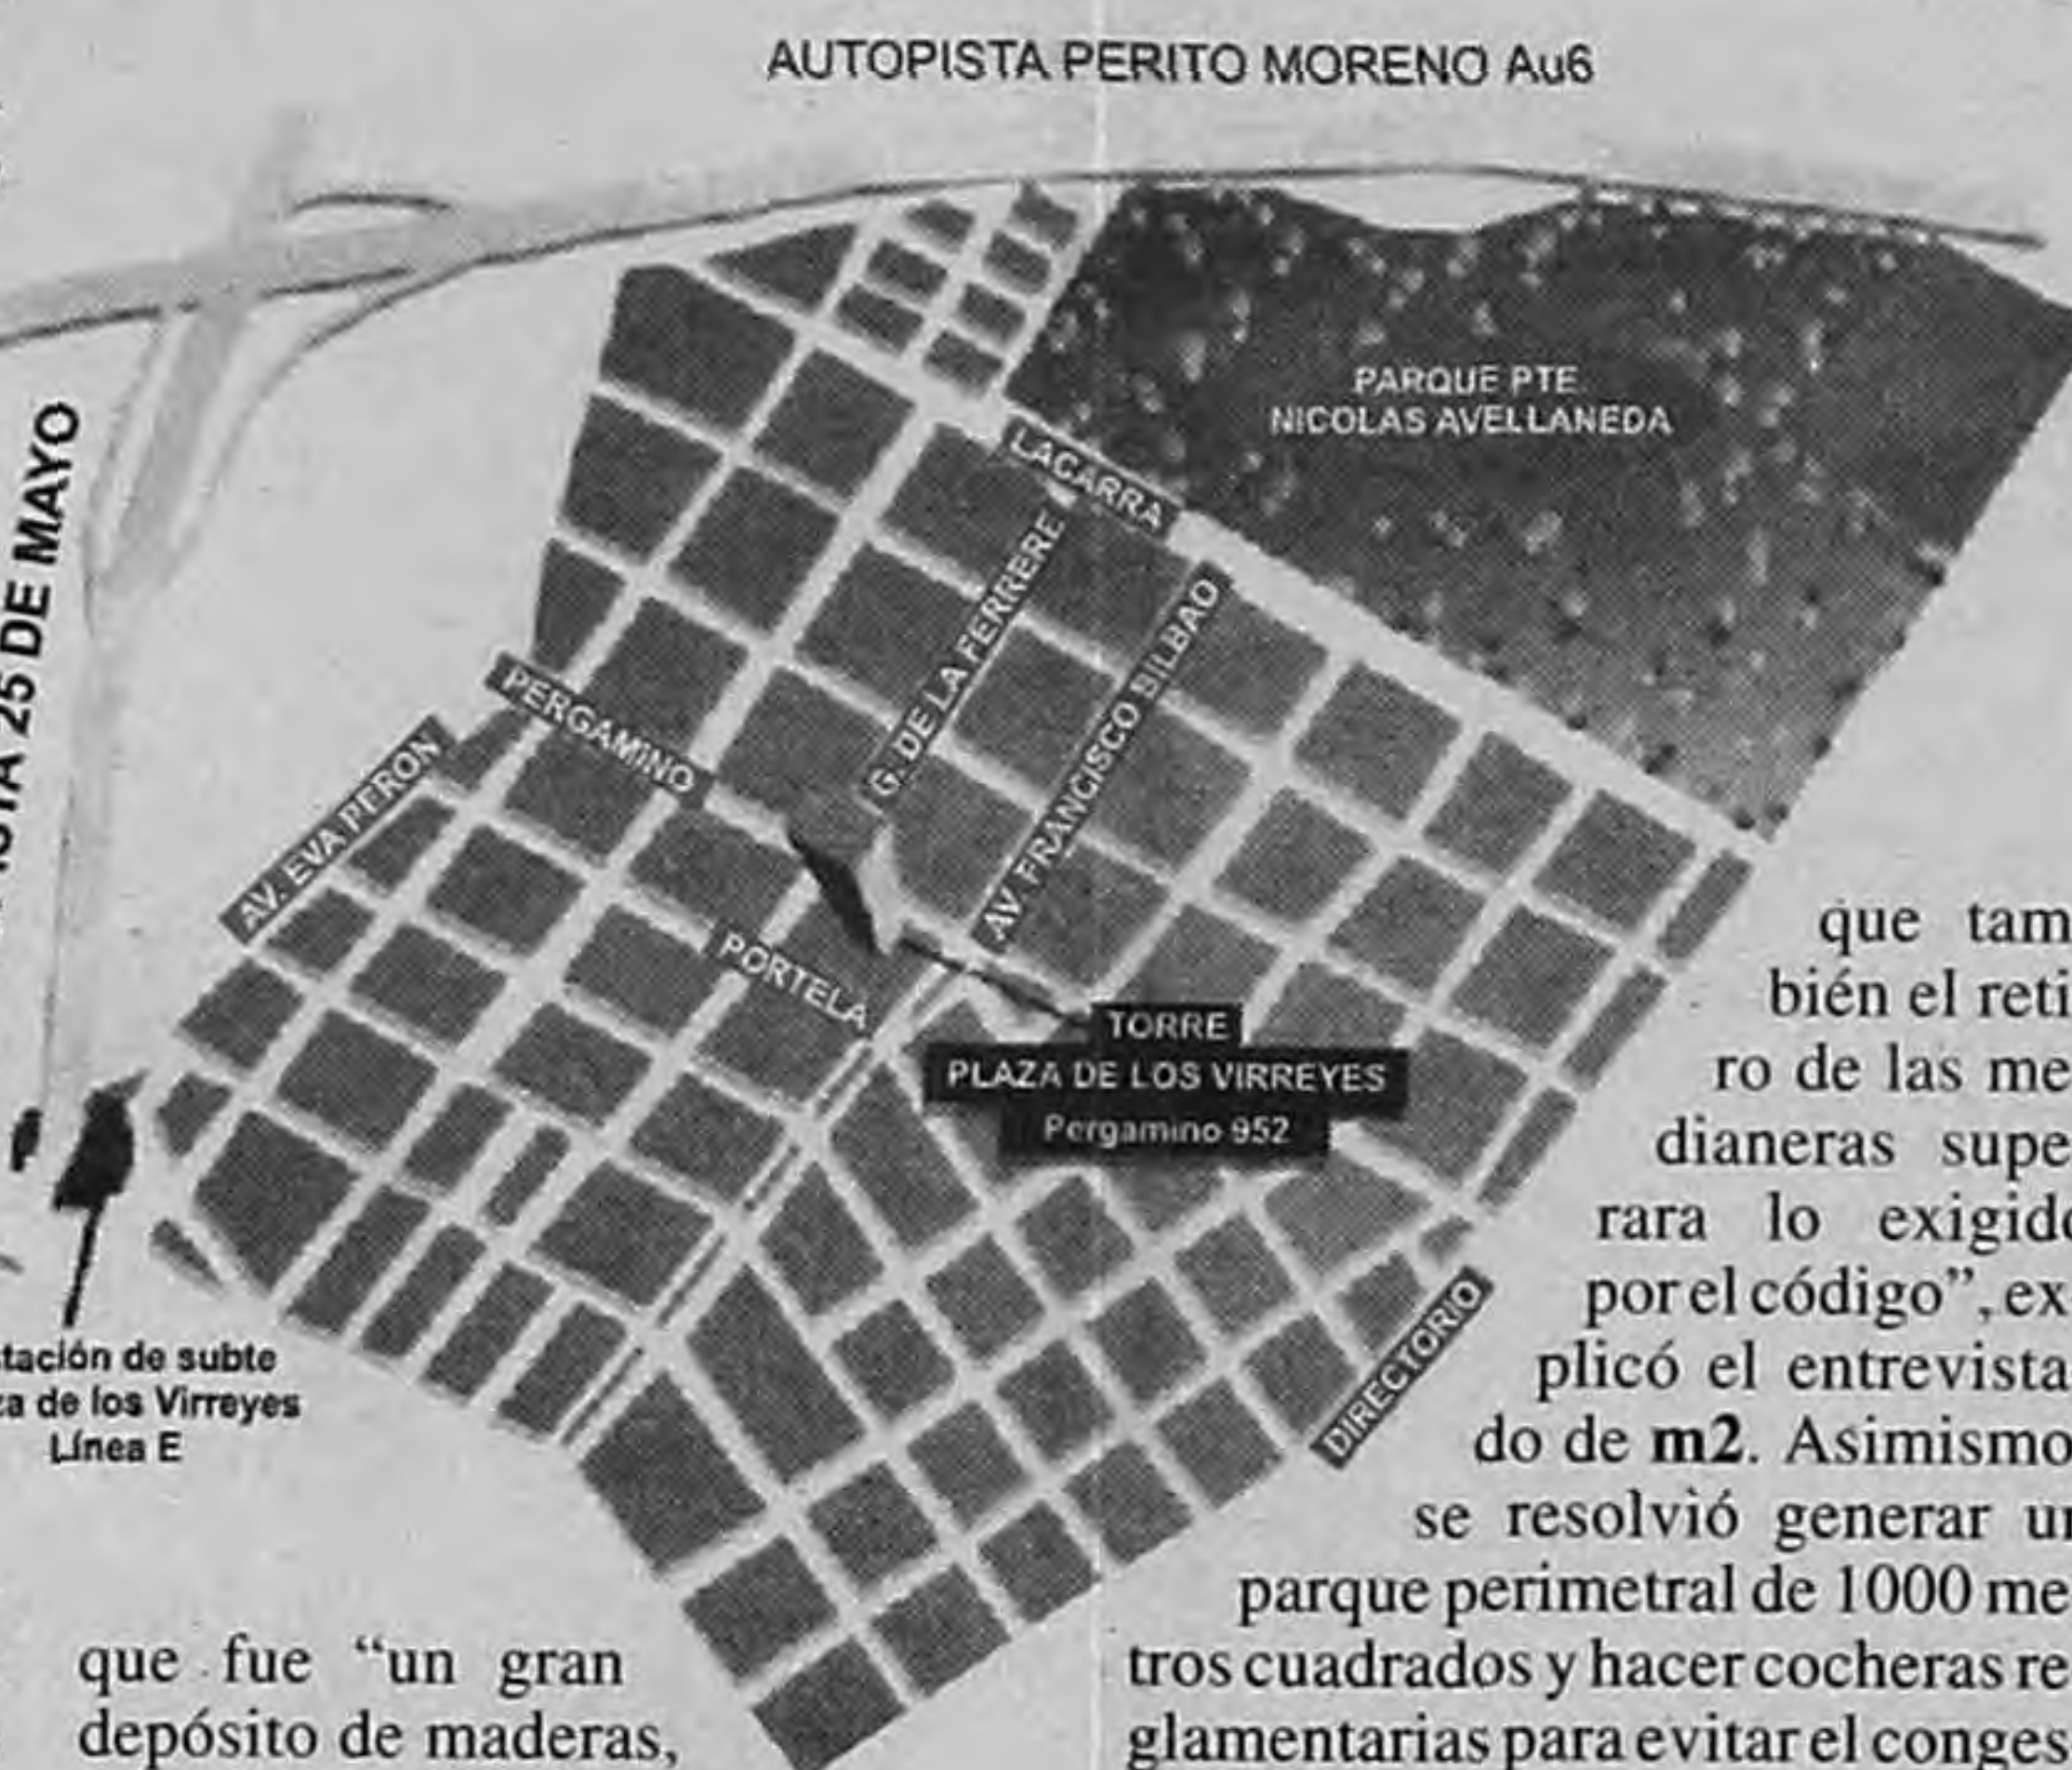 AUTOPISTA PERITO MORENO Au6
PARQUE PTE.
NICOLAS AVELLANEDA
25 DE MAYO
LACARRA
G. DE LA FERRERE
AV. FRANCISCO BILBAO
PERGAMINO
AV. EVA PERON
PORTELA
TORRE
PLAZA DE LOS VIRREYES
Pergamino 952
DIRECTORIO
tación de subte
za de los Virreyes
Línea E
que fue “un gran
depósito de maderas,
que tam
bién el reti
ro de las me
dianeras supe
rara lo exigido
por el código”, ex
plicó el entrevista
do de m2. Asimismo
se resolvió generar un
parque perimetral de 1000 me
tros cuadrados y hacer cocheras re
glamentarias para evitar el conges